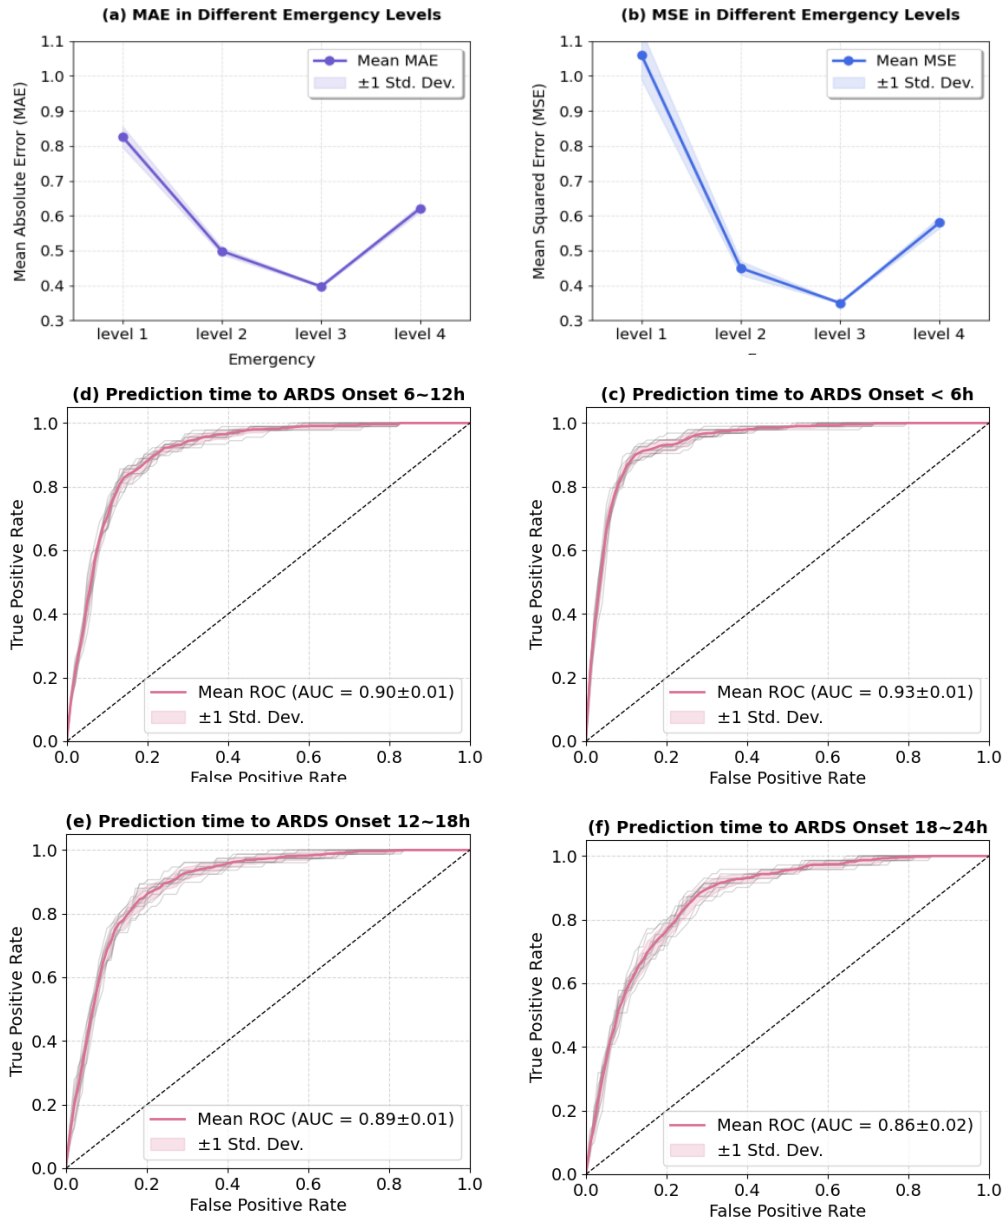 (a) MAE in Different Emergency Levels
Mean Absolute Error (MAE)
1.1
1.0
0.9
0.8
0.7
0.6
0.5
0.4
0.3
Mean MAE
±1 Std. Dev.
level 1 level 2 level 3 level 4
Emergency
(b) MSE in Different Emergency Levels
Mean Squared Error (MSE)
1.1
1.0
0.9
0.8
0.7
0.6
0.5
0.4
0.3
Mean MSE
±1 Std. Dev.
level 1 level 2 level 3 level 4
(d) Prediction time to ARDS Onset 6~12h
True Positive Rate
1.0
0.8
0.6
0.4
0.2
0.0
Mean ROC (AUC = 0.90±0.01)
±1 Std. Dev.
0.0 0.2 0.4 0.6 0.8 1.0
False Positive Rate
(c) Prediction time to ARDS Onset < 6h
True Positive Rate
1.0
0.8
0.6
0.4
0.2
0.0
Mean ROC (AUC = 0.93±0.01)
±1 Std. Dev.
0.0 0.2 0.4 0.6 0.8 1.0
False Positive Rate
(e) Prediction time to ARDS Onset 12~18h
True Positive Rate
1.0
0.8
0.6
0.4
0.2
0.0
Mean ROC (AUC = 0.89±0.01)
±1 Std. Dev.
0.0 0.2 0.4 0.6 0.8 1.0
False Positive Rate
(f) Prediction time to ARDS Onset 18~24h
True Positive Rate
1.0
0.8
0.6
0.4
0.2
0.0
Mean ROC (AUC = 0.86±0.02)
±1 Std. Dev.
0.0 0.2 0.4 0.6 0.8 1.0
False Positive Rate